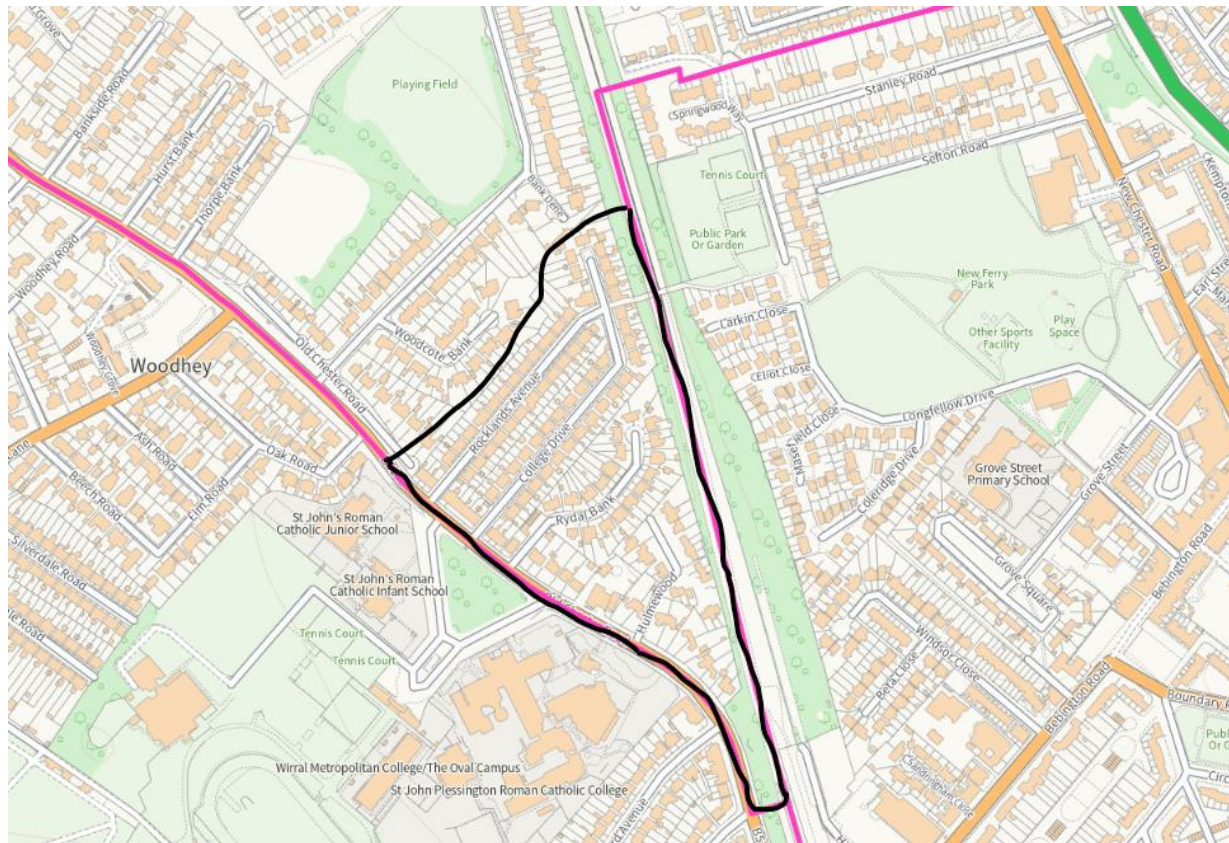 Playing Field
Bankside Road
Hurst Bank
Thorpe Bank
Bank Dene
Springwood Way
Stanley Road
Sefton Road
Tennis Court
Public Park
Or Garden
New Chester Road
New Ferry
Park
Other Sports
Facility
Play
Space
Woodhey Road
Woodhey Grove
Woodhey
Old Chester Road
Woodcote Bank
Larkin Close
Eliot Close
Longfellow Drive
Coleridge Drive
Grove Street
Primary School
Grove Street
Rocklands Avenue
College Drive
Rydal Bank
Hulmewood
Ash Road
Oak Road
Beech Road
Elm Road
Silverdale Road
St John's Roman
Catholic Junior School
St John's Roman
Catholic Infant School
Tennis Court
Tennis Court
Grove Square
Windsor Close
Beta Close
Bebington Road
Bebington Road
Sandringham Close
Wirral Metropolitan College/The Oval Campus
St John Plessington Roman Catholic College